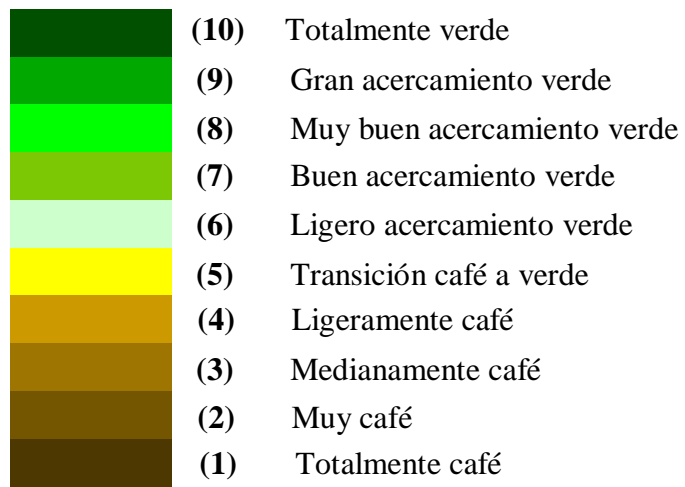 (10) Totalmente verde
(9) Gran acercamiento verde
(8) Muy buen acercamiento verde
(7) Buen acercamiento verde
(6) Ligero acercamiento verde
(5) Transición café a verde
(4) Ligeramente café
(3) Medianamente café
(2) Muy café
(1) Totalmente café